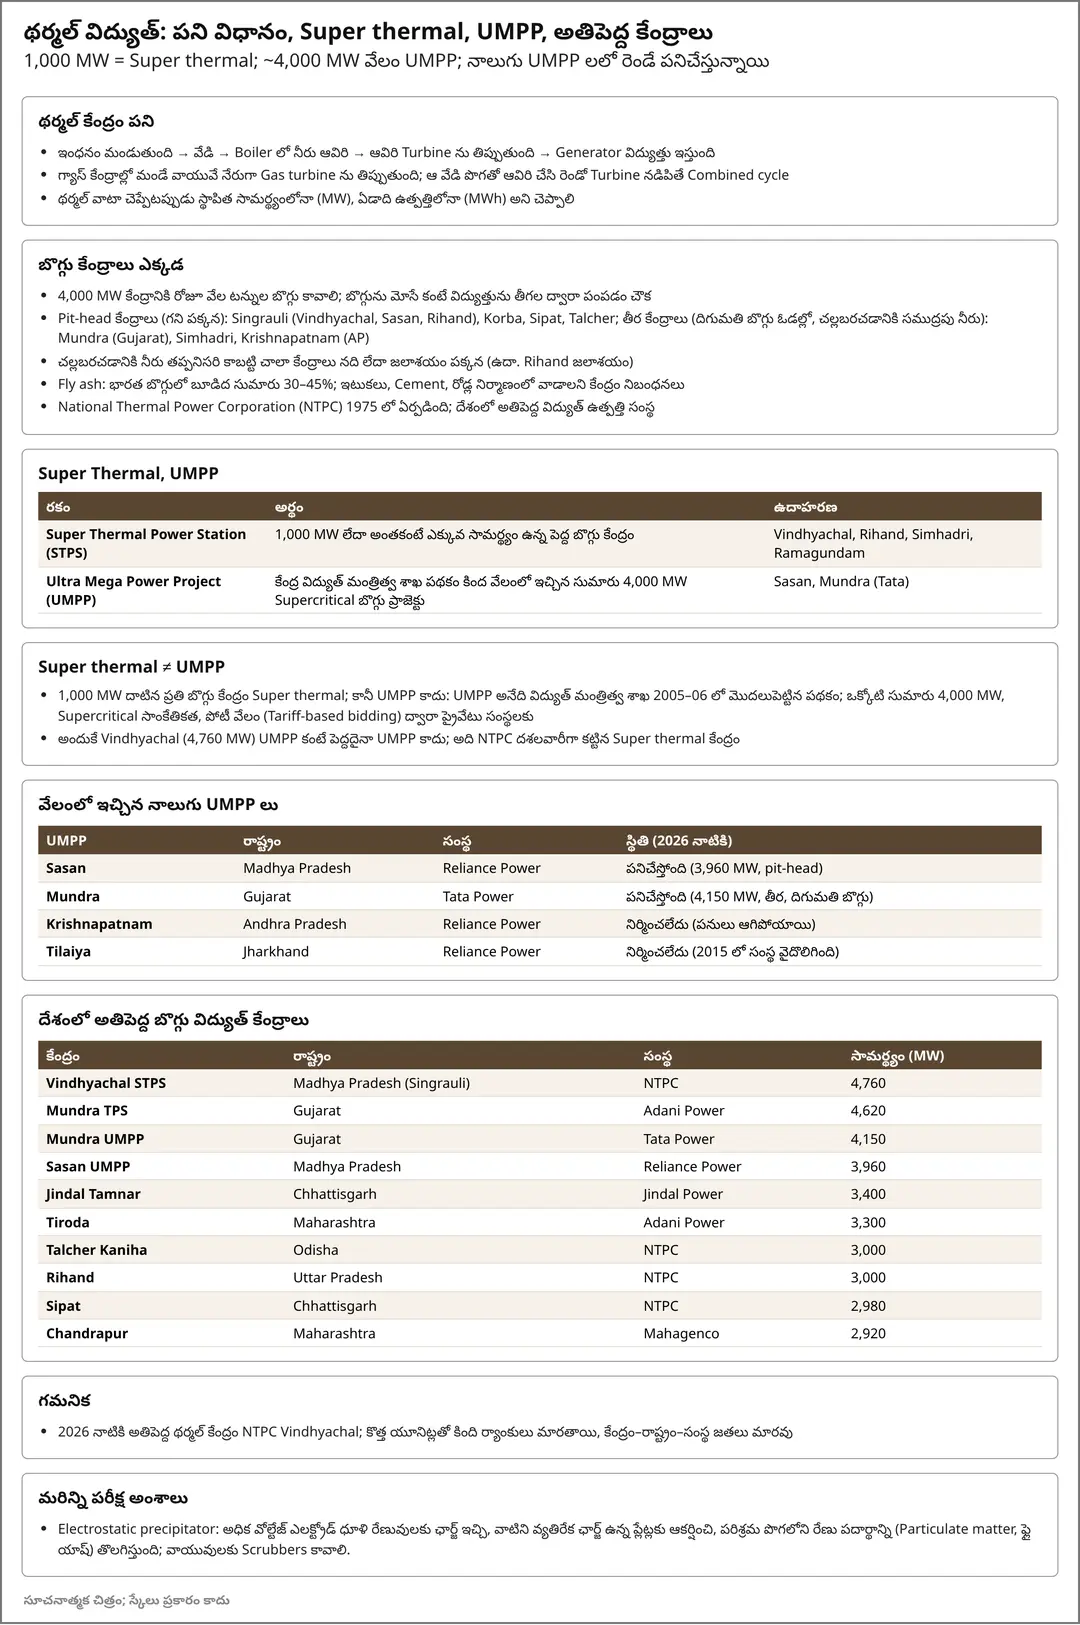 థర్మల్ విద్యుత్: పని విధానం, Super thermal, UMPP, అతిపెద్ద కేంద్రాలు
1,000 MW = Super thermal; ~4,000 MW వేలం UMPP; నాలుగు UMPP లలో రెండే పనిచేస్తున్నాయి
థర్మల్ కేంద్రం పని
• ఇంధనం మండుతుంది → వేడి → Boiler లో నీరు ఆవిరి → ఆవిరి Turbine ను తిప్పుతుంది → Generator విద్యుత్తు ఇస్తుంది
• గ్యాస్ కేంద్రాల్లో మండే వాయువే నేరుగా Gas turbine ను తిప్పుతుంది; ఆ వేడి పొగతో ఆవిరి చేసి రెండో Turbine నడిపితే Combined cycle
• థర్మల్ వాటా చెప్పేటప్పుడు స్థాపిత సామర్థ్యంలోనా (MW), ఏడాది ఉత్పత్తిలోనా (MWh) అని చెప్పాలి
బొగ్గు కేంద్రాలు ఎక్కడ
• 4,000 MW కేంద్రానికి రోజూ వేల టన్నుల బొగ్గు కావాలి; బొగ్గును మోసే కంటే విద్యుత్తును తీగల ద్వారా పంపడం చౌక
• Pit-head కేంద్రాలు (గని పక్కన): Singrauli (Vindhyachal, Sasan, Rihand), Korba, Sipat, Talcher; తీర కేంద్రాలు (దిగుమతి బొగ్గు ఓడల్లో, చల్లబరచడానికి సముద్రపు నీరు):
Mundra (Gujarat), Simhadri, Krishnapatnam (AP)
• చల్లబరచడానికి నీరు తప్పనిసరి కాబట్టి చాలా కేంద్రాలు నది లేదా జలాశయం పక్కన (ఉదా. Rihand జలాశయం)
• Fly ash: భారత బొగ్గులో బూడిద సుమారు 30–45%; ఇటుకలు, Cement, రోడ్ల నిర్మాణంలో వాడాలని కేంద్రం నిబంధనలు
• National Thermal Power Corporation (NTPC) 1975 లో ఏర్పడింది; దేశంలో అతిపెద్ద విద్యుత్ ఉత్పత్తి సంస్థ
Super Thermal, UMPP
రకం అర్థం ఉదాహరణ
Super Thermal Power Station (STPS) 1,000 MW లేదా అంతకంటే ఎక్కువ సామర్థ్యం ఉన్న పెద్ద బొగ్గు కేంద్రం Vindhyachal, Rihand, Simhadri, Ramagundam
Ultra Mega Power Project (UMPP) కేంద్ర విద్యుత్ మంత్రిత్వ శాఖ పథకం కింద వేలంలో ఇచ్చిన సుమారు 4,000 MW Supercritical బొగ్గు ప్రాజెక్టు Sasan, Mundra (Tata)
Super thermal ≠ UMPP
• 1,000 MW దాటిన ప్రతి బొగ్గు కేంద్రం Super thermal; కానీ UMPP కాదు: UMPP అనేది విద్యుత్ మంత్రిత్వ శాఖ 2005–06 లో మొదలుపెట్టిన పథకం; ఒక్కోటి సుమారు 4,000 MW,
Supercritical సాంకేతికత, పోటీ వేలం (Tariff-based bidding) ద్వారా ప్రైవేటు సంస్థలకు
• అందుకే Vindhyachal (4,760 MW) UMPP కంటే పెద్దదైనా UMPP కాదు; అది NTPC దశలవారీగా కట్టిన Super thermal కేంద్రం
వేలంలో ఇచ్చిన నాలుగు UMPP లు
UMPP రాష్ట్రం సంస్థ స్థితి (2026 నాటికి)
Sasan Madhya Pradesh Reliance Power పనిచేస్తోంది (3,960 MW, pit-head)
Mundra Gujarat Tata Power పనిచేస్తోంది (4,150 MW, తీర, దిగుమతి బొగ్గు)
Krishnapatnam Andhra Pradesh Reliance Power నిర్మించలేదు (పనులు ఆగిపోయాయి)
Tilaiya Jharkhand Reliance Power నిర్మించలేదు (2015 లో సంస్థ వైదొలిగింది)
దేశంలో అతిపెద్ద బొగ్గు విద్యుత్ కేంద్రాలు
కేంద్రం రాష్ట్రం సంస్థ సామర్థ్యం (MW)
Vindhyachal STPS Madhya Pradesh (Singrauli) NTPC 4,760
Mundra TPS Gujarat Adani Power 4,620
Mundra UMPP Gujarat Tata Power 4,150
Sasan UMPP Madhya Pradesh Reliance Power 3,960
Jindal Tamnar Chhattisgarh Jindal Power 3,400
Tiroda Maharashtra Adani Power 3,300
Talcher Kaniha Odisha NTPC 3,000
Rihand Uttar Pradesh NTPC 3,000
Sipat Chhattisgarh NTPC 2,980
Chandrapur Maharashtra Mahagenco 2,920
గమనిక
• 2026 నాటికి అతిపెద్ద థర్మల్ కేంద్రం NTPC Vindhyachal; కొత్త యూనిట్లతో కింది ర్యాంకులు మారతాయి, కేంద్రం–రాష్ట్రం–సంస్థ జతలు మారవు
మరిన్ని పరీక్ష అంశాలు
• Electrostatic precipitator: అధిక వోల్టేజ్ ఎలక్ట్రోడ్ ధూళి రేణువులకు ఛార్జ్ ఇచ్చి, వాటిని వ్యతిరేక ఛార్జ్ ఉన్న ప్లేట్లకు ఆకర్షించి, పరిశ్రమ పొగలోని రేణు పదార్థాన్ని (Particulate matter, ఫ్లై
యాష్) తొలగిస్తుంది; వాయువులకు Scrubbers కావాలి.
సూచనాత్మక చిత్రం; స్కేలు ప్రకారం కాదు